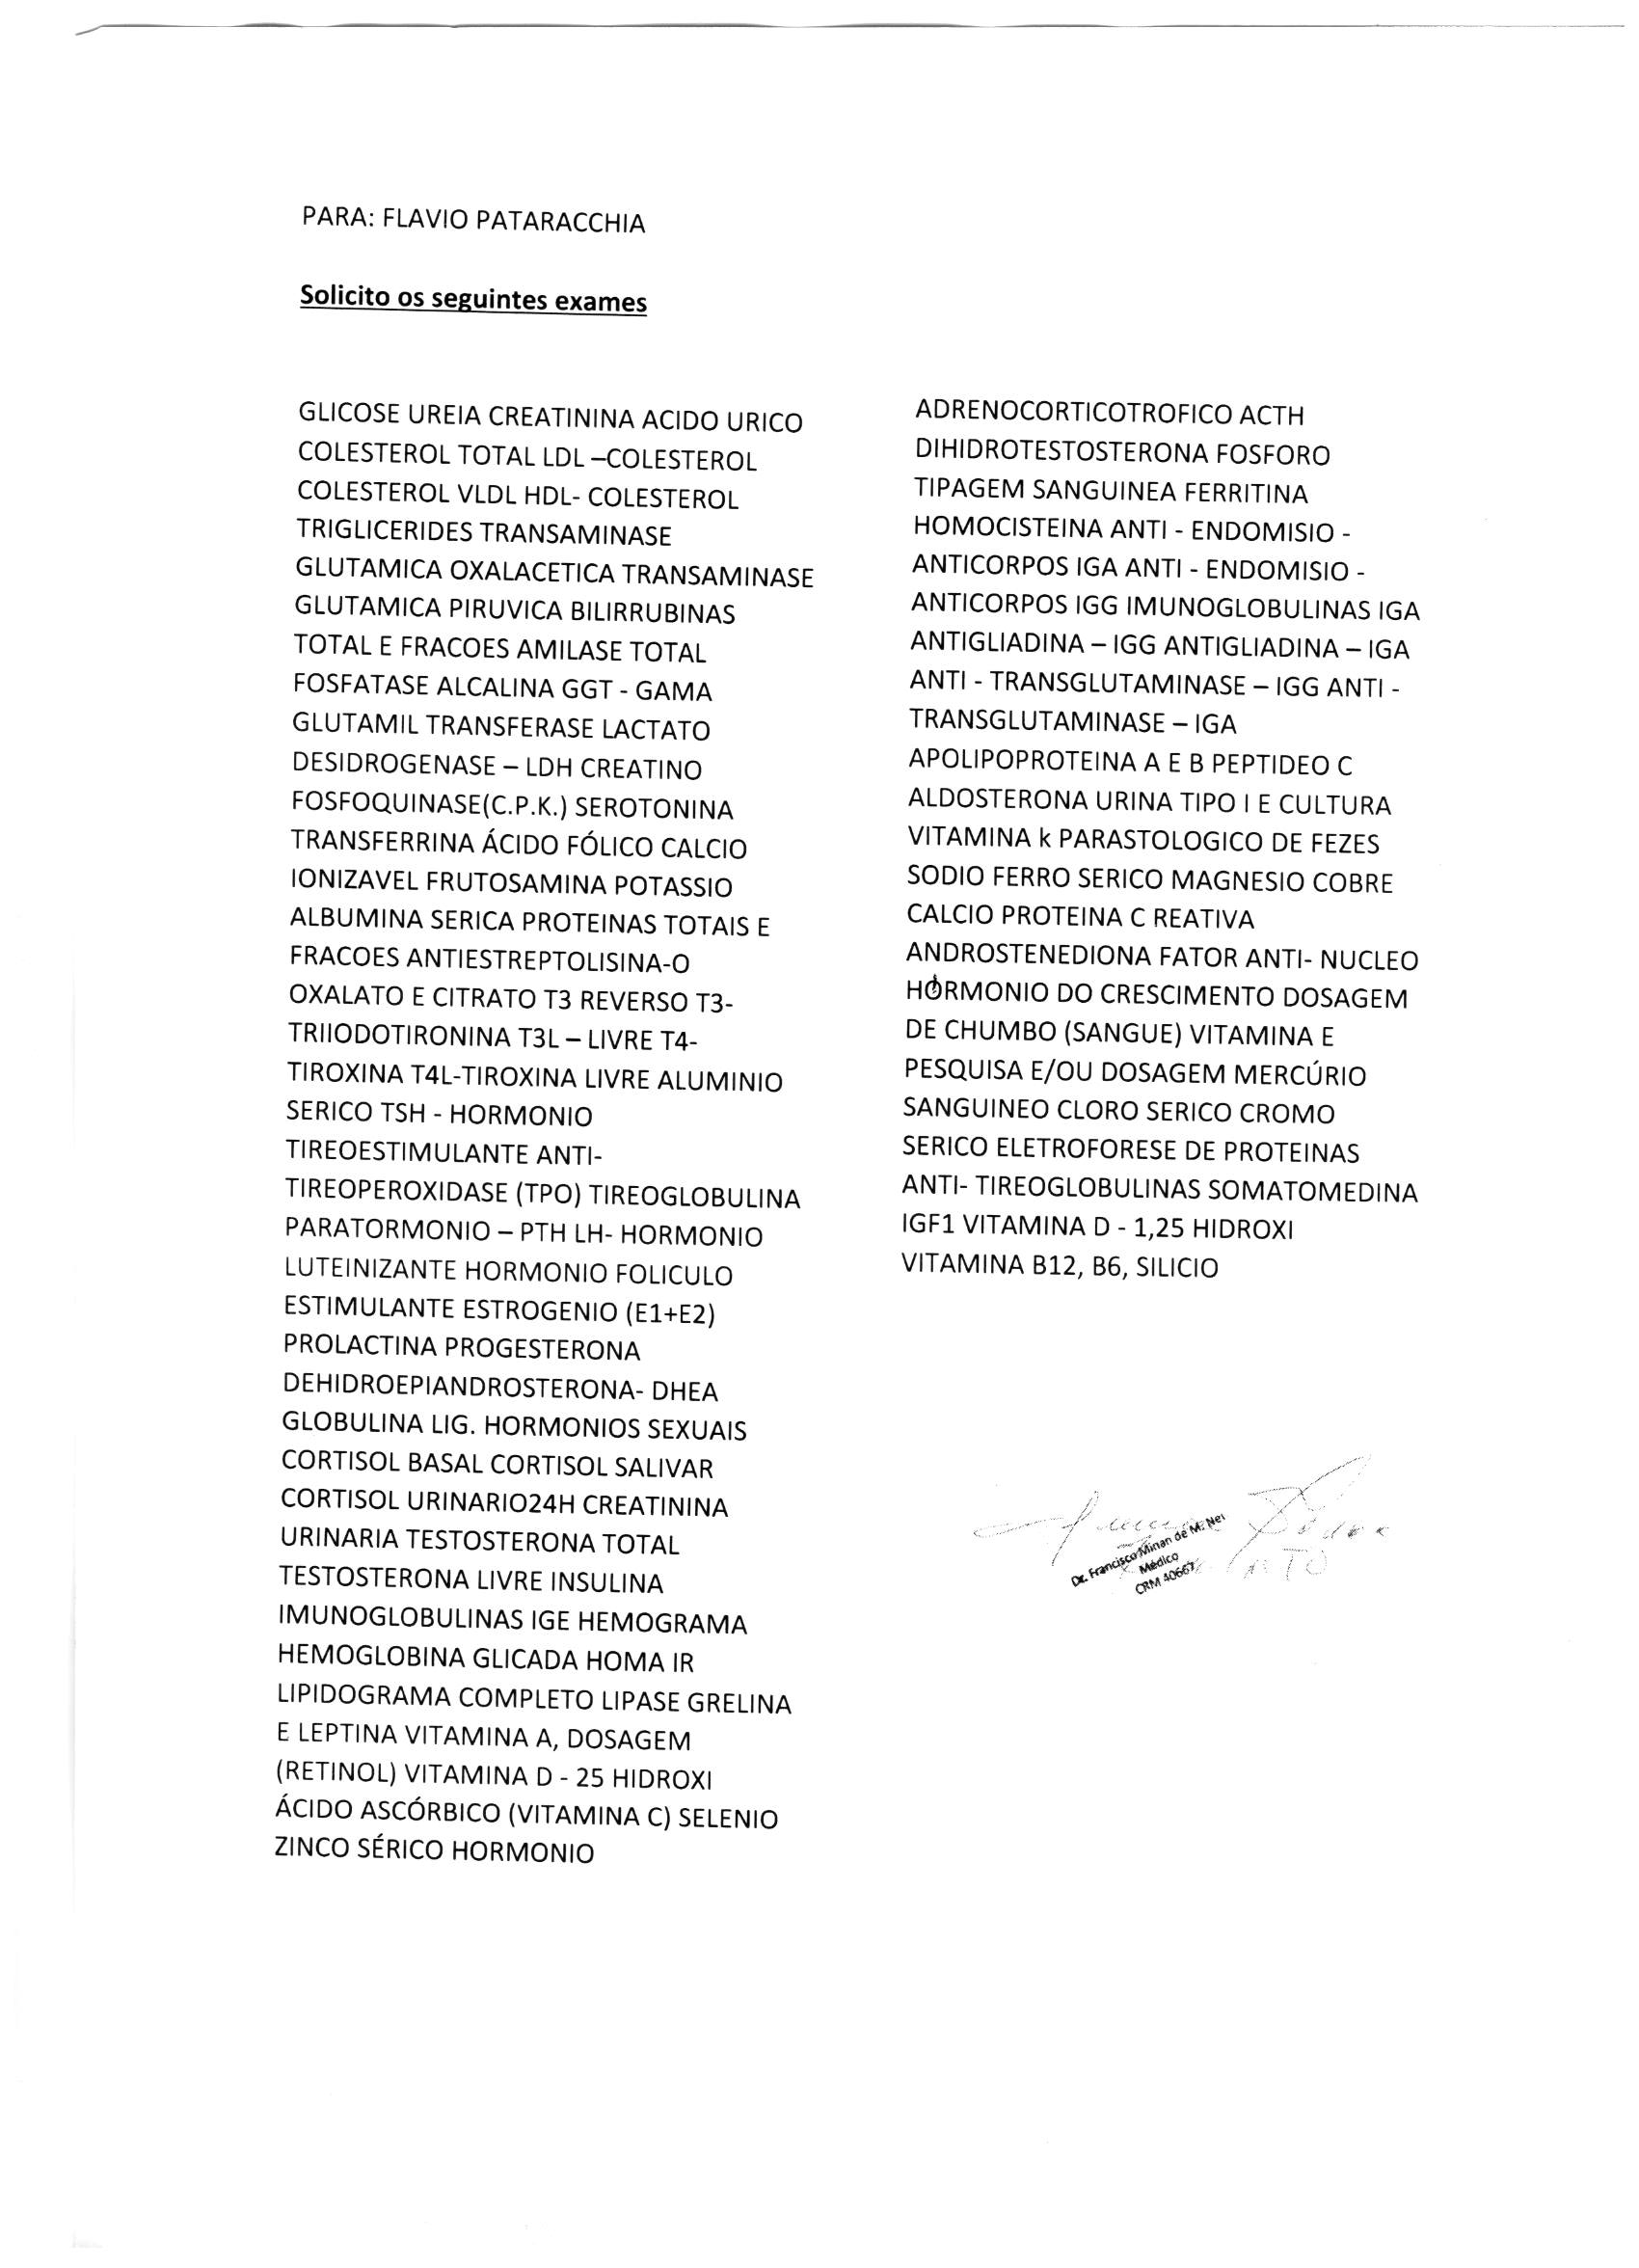 PARA: FLAVIO PATARACCHIA
Solicito os seguintes exames
GLICOSE UREIA CREATININA ACIDO URICO
COLESTEROL TOTAL LDL –COLESTEROL
COLESTEROL VLDL HDL- COLESTEROL
TRIGLICERIDES TRANSAMINASE
GLUTAMICA OXALACETICA TRANSAMINASE
GLUTAMICA PIRUVICA BILIRRUBINAS
TOTAL E FRACOES AMILASE TOTAL
FOSFATASE ALCALINA GGT - GAMA
GLUTAMIL TRANSFERASE LACTATO
DESIDROGENASE – LDH CREATINO
FOSFOQUINASE(C.P.K.) SEROTONINA
TRANSFERRINA ÁCIDO FÓLICO CALCIO
IONIZAVEL FRUTOSAMINA POTASSIO
ALBUMINA SERICA PROTEINAS TOTAIS E
FRACOES ANTIESTREPTOLISINA-O
OXALATO E CITRATO T3 REVERSO T3-
TRIIODOTIRONINA T3L – LIVRE T4-
TIROXINA T4L-TIROXINA LIVRE ALUMINIO
SERICO TSH - HORMONIO
TIREOESTIMULANTE ANTI-
TIREOPEROXIDASE (TPO) TIREOGLOBULINA
PARATORMONIO – PTH LH- HORMONIO
LUTEINIZANTE HORMONIO FOLICULO
ESTIMULANTE ESTROGENIO (E1+E2)
PROLACTINA PROGESTERONA
DEHIDROEPIANDROSTERONA- DHEA
GLOBULINA LIG. HORMONIOS SEXUAIS
CORTISOL BASAL CORTISOL SALIVAR
CORTISOL URINARIO24H CREATININA
URINARIA TESTOSTERONA TOTAL
TESTOSTERONA LIVRE INSULINA
IMUNOGLOBULINAS IGE HEMOGRAMA
HEMOGLOBINA GLICADA HOMA IR
LIPIDOGRAMA COMPLETO LIPASE GRELINA
E LEPTINA VITAMINA A, DOSAGEM
(RETINOL) VITAMINA D - 25 HIDROXI
ÁCIDO ASCÓRBICO (VITAMINA C) SELENIO
ZINCO SÉRICO HORMONIO
ADRENOCORTICOTROFICO ACTH
DIHIDROTESTOSTERONA FOSFORO
TIPAGEM SANGUINEA FERRITINA
HOMOCISTEINA ANTI - ENDOMISIO -
ANTICORPOS IGA ANTI - ENDOMISIO -
ANTICORPOS IGG IMUNOGLOBULINAS IGA
ANTIGLIADINA – IGG ANTIGLIADINA – IGA
ANTI - TRANSGLUTAMINASE – IGG ANTI -
TRANSGLUTAMINASE – IGA
APOLIPOPROTEINA A E B PEPTIDEO C
ALDOSTERONA URINA TIPO I E CULTURA
VITAMINA k PARASTOLOGICO DE FEZES
SODIO FERRO SERICO MAGNESIO COBRE
CALCIO PROTEINA C REATIVA
ANDROSTENEDIONA FATOR ANTI- NUCLEO
HORMONIO DO CRESCIMENTO DOSAGEM
DE CHUMBO (SANGUE) VITAMINA E
PESQUISA E/OU DOSAGEM MERCÚRIO
SANGUINEO CLORO SERICO CROMO
SERICO ELETROFORESE DE PROTEINAS
ANTI- TIREOGLOBULINAS SOMATOMEDINA
IGF1 VITAMINA D - 1,25 HIDROXI
VITAMINA B12, B6, SILICIO
Dr. Francisco Minan de M. Nei
Médico
CRM 40667